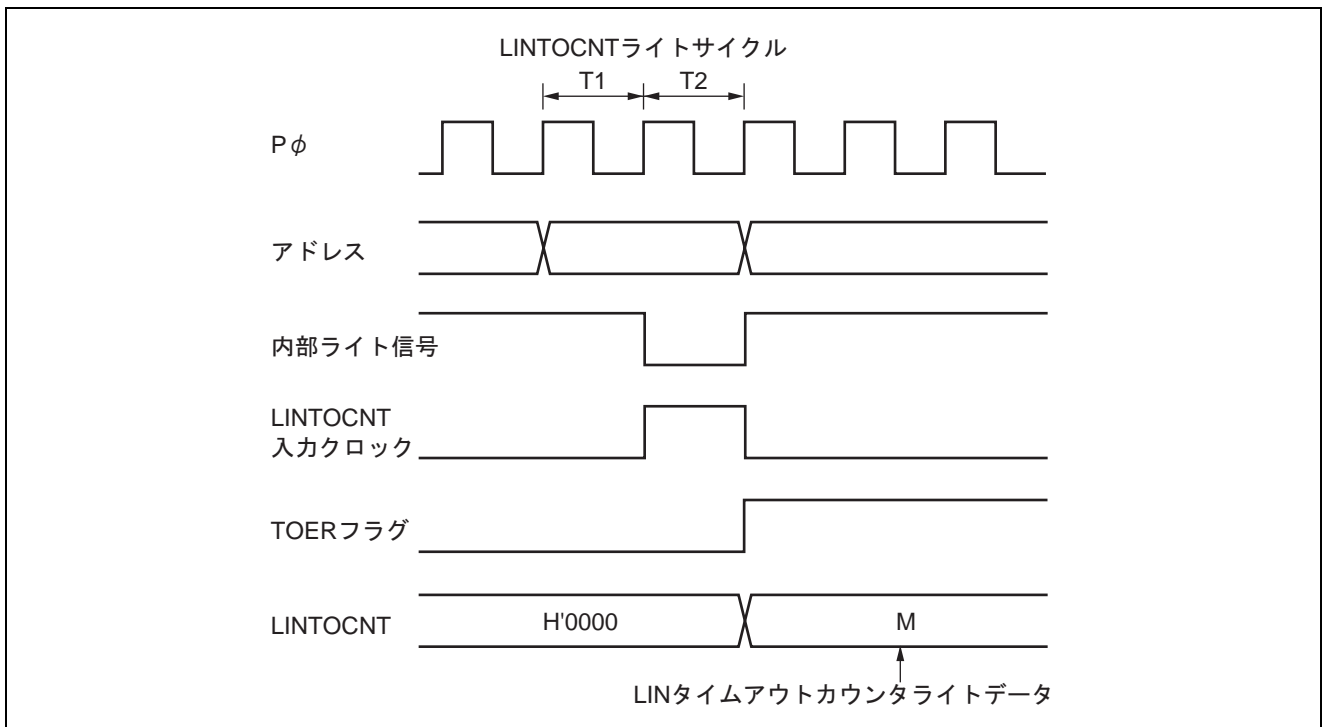 LINTOCNTライトサイクル
T1 T2
Pφ
アドレス
内部ライト信号
LINTOCNT
入力クロック
TOERフラグ
LINTOCNT H'0000 M
LINタイムアウトカウンタライトデータ